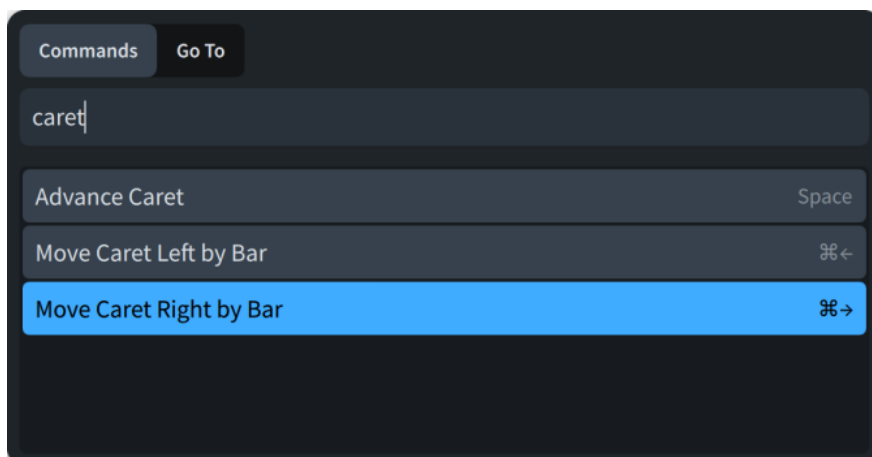 Commands Go To
caret
Advance Caret Space
Move Caret Left by Bar ⌘←
Move Caret Right by Bar ⌘→